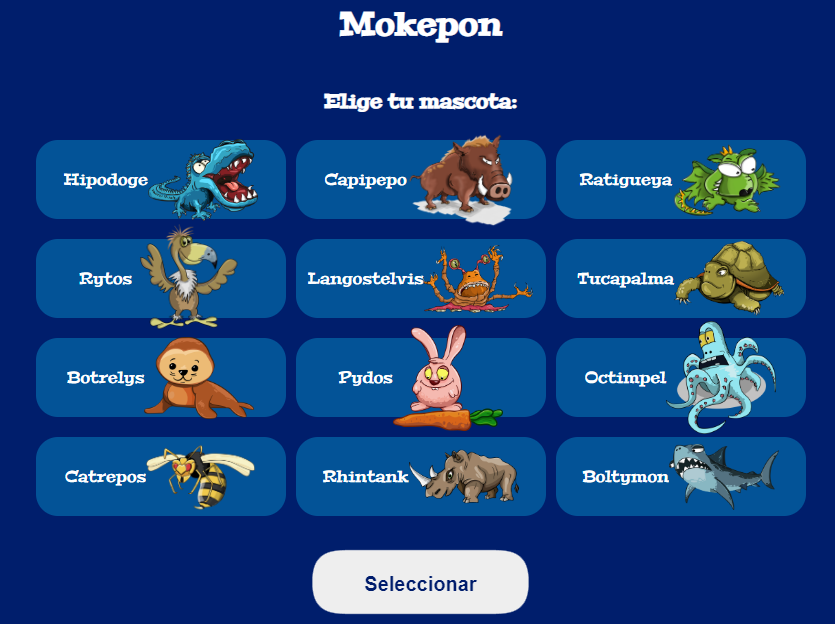 Mokepon
Elige tu mascota:
Hipodoge
Capipepo
Ratigueya
Rytos
Langostelvis
Tucapalma
Botrelys
Pydos
Octimpel
Catrepos
Rhintank
Boltymon
Seleccionar